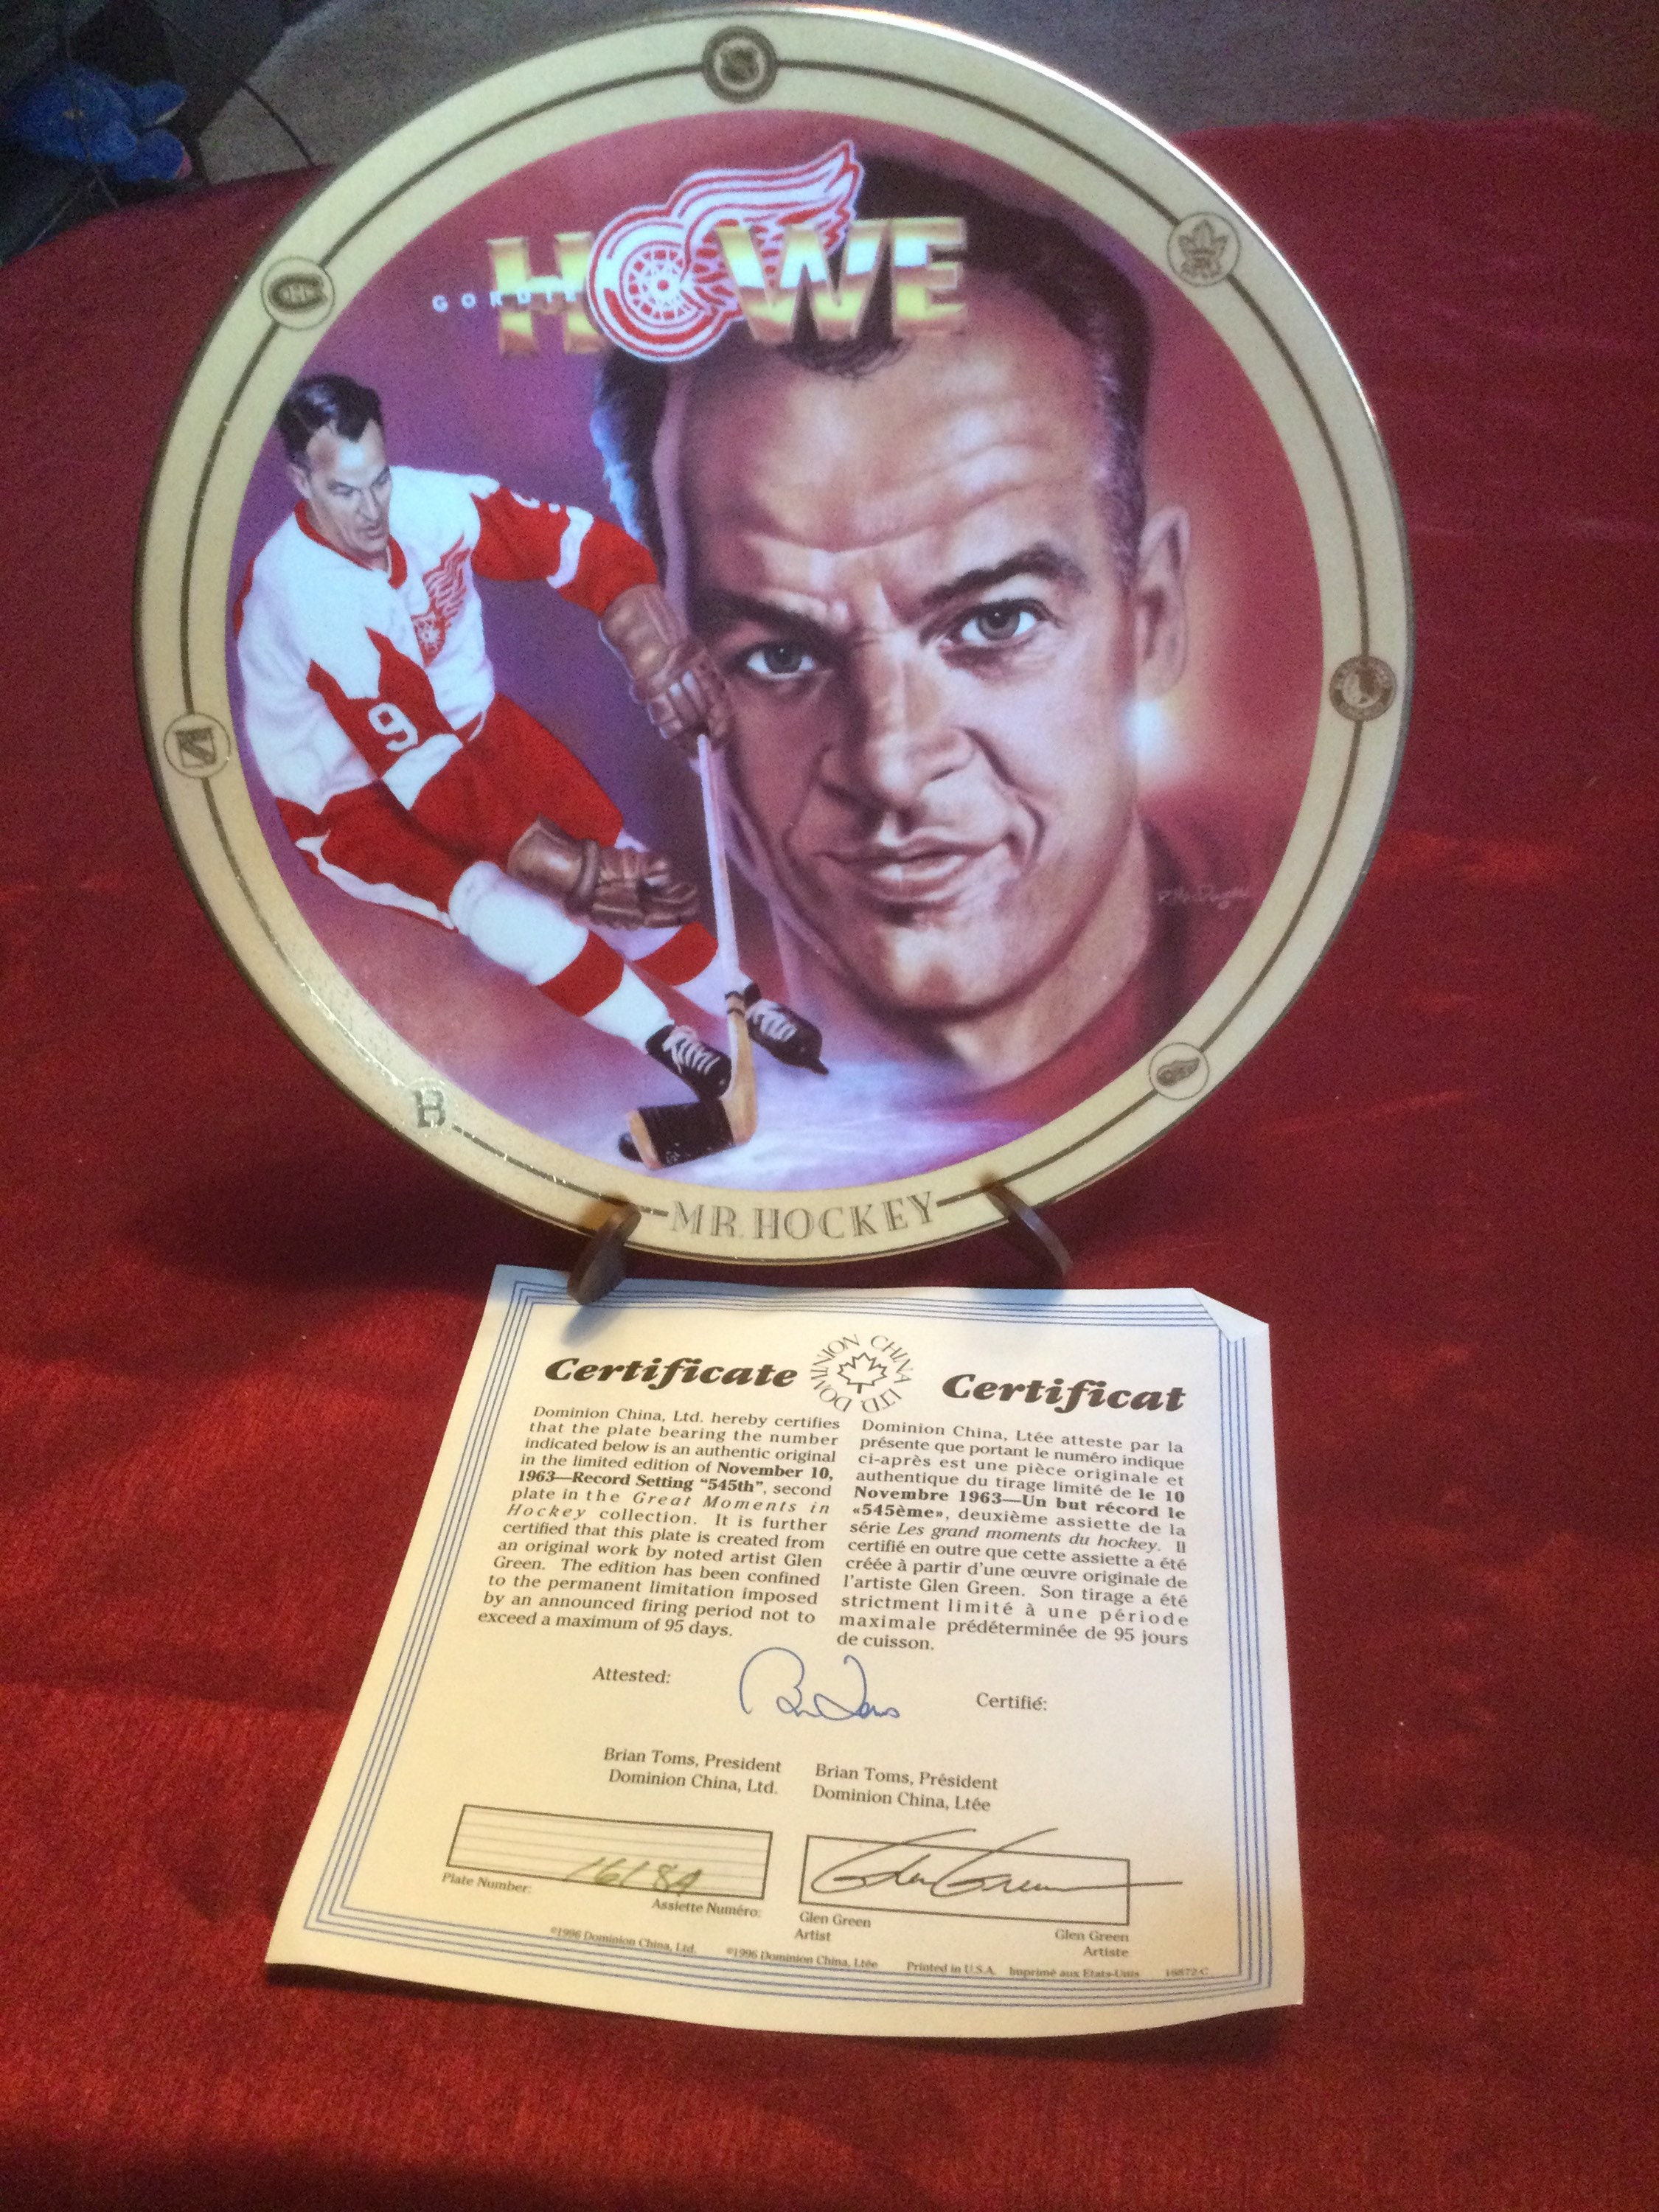 GORDIE
HOWE
9
B
MR. HOCKEY
Certificate
DOMINION CHINA LTD.
Certificat
Dominion China, Ltd. hereby certifies
that the plate bearing the number
indicated below is an authentic original
in the limited edition of November 10,
1963—Record Setting "545th", second
plate in the Great Moments in
Hockey collection. It is further
certified that this plate is created from
an original work by noted artist Glen
Green. The edition has been confined
to the permanent limitation imposed
by an announced firing period not to
exceed a maximum of 95 days.
Dominion China, Ltée atteste par la
présente que portant le numéro indique
ci-après est une pièce originale et
authentique du tirage limité de le 10
Novembre 1963—Un but récord le
«545ème», deuxième assiette de la
série Les grand moments du hockey. Il
certifié en outre que cette assiette a été
créée à partir d'une œuvre originale de
l'artiste Glen Green. Son tirage a été
strictment limité à une période
maximale prédéterminée de 95 jours
de cuisson.
Attested:
Certifié:
Brian Toms, President
Dominion China, Ltd.
Brian Toms, Président
Dominion China, Ltée
Plate Number:
Assiette Numéro:
Glen Green
Glen Green
Artist
Glen Green
Artiste
©1996 Dominion China, Ltd.
©1996 Dominion China, Ltée
Printed in U.S.A.
Imprimé aux Etats-Unis
16872-C